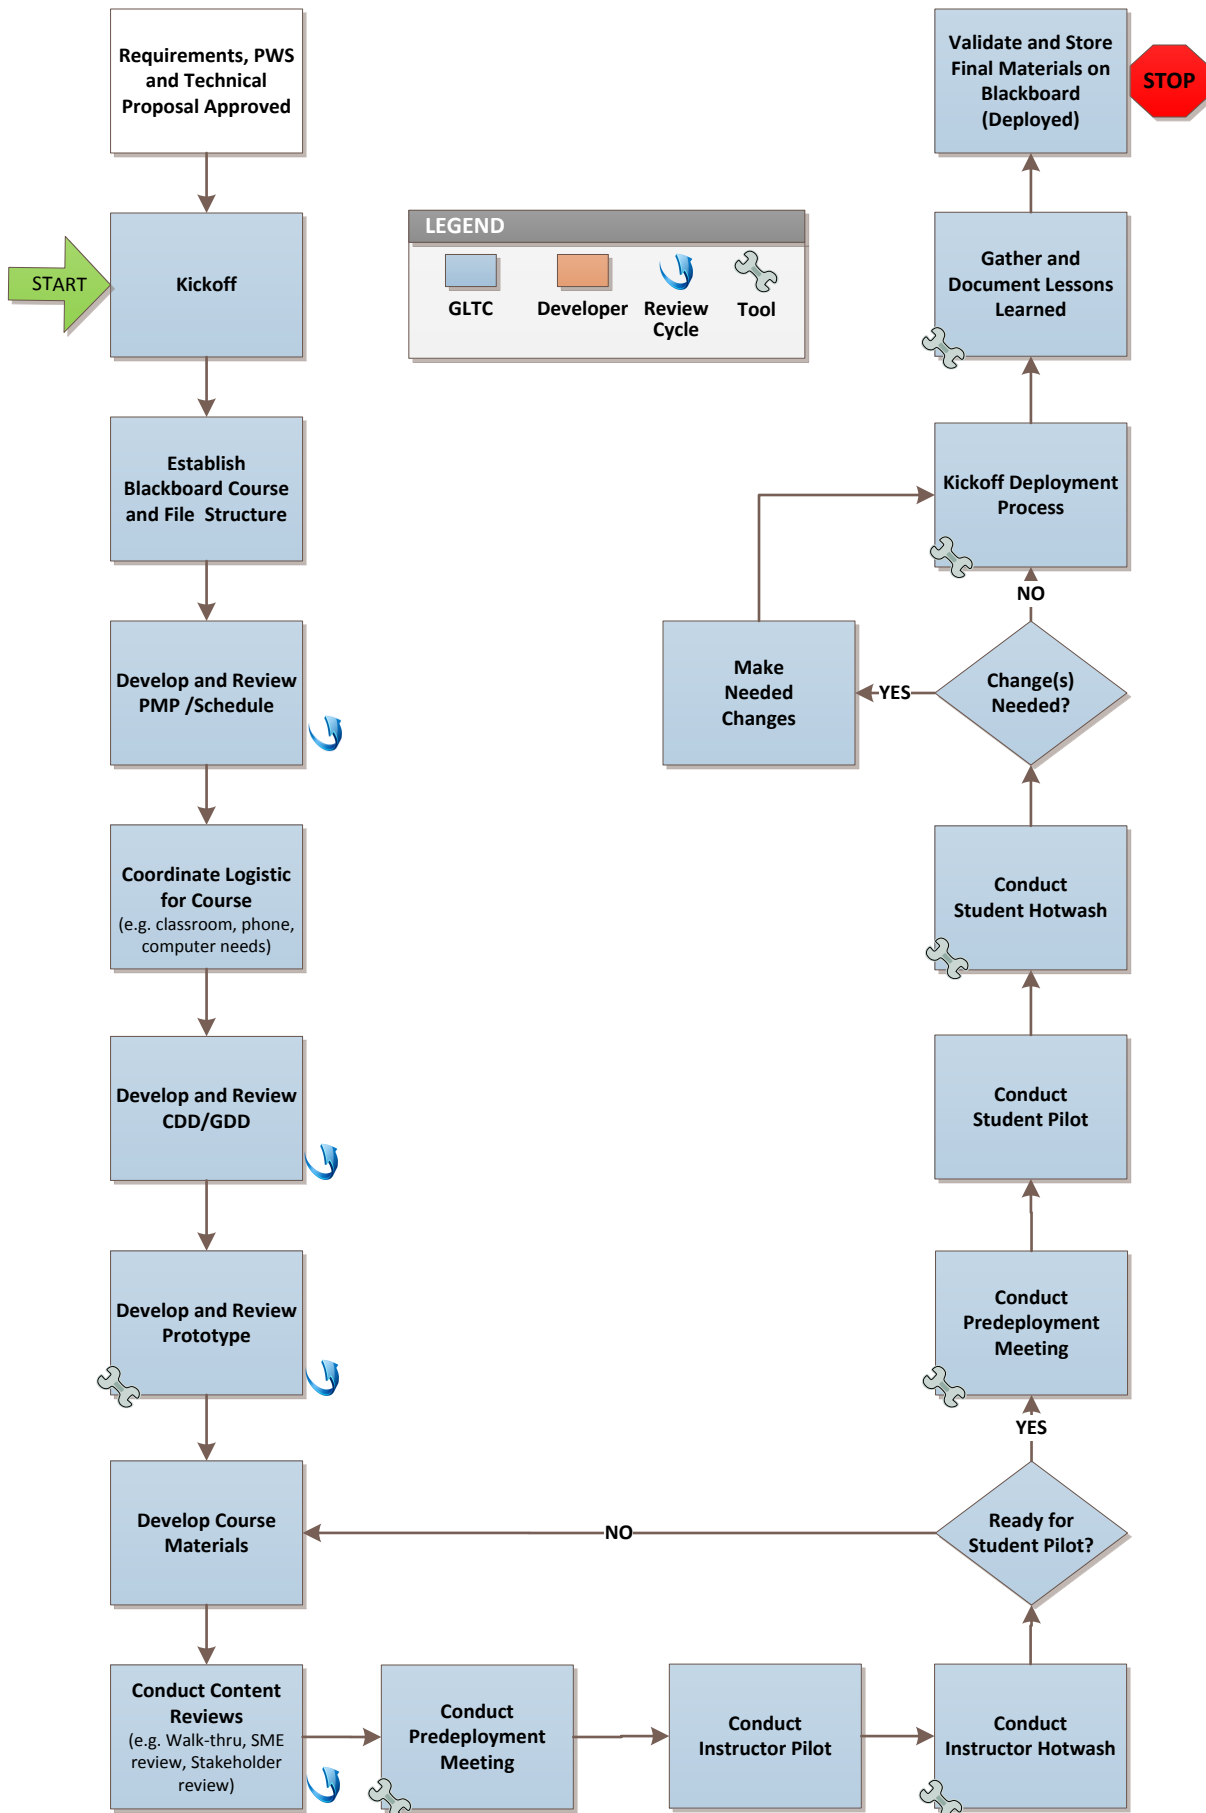 Requirements, PWS
and Technical
Proposal Approved
START
Kickoff
Establish
Blackboard Course
and File Structure
Develop and Review
PMP /Schedule
Coordinate Logistic
for Course
(e.g. classroom, phone,
computer needs)
Develop and Review
CDD/GDD
Develop and Review
Prototype
Develop Course
Materials
Conduct Content
Reviews
(e.g. Walk-thru, SME
review, Stakeholder
review)
Conduct
Predeployment
Meeting
Conduct
Instructor Pilot
Conduct
Instructor Hotwash
Ready for
Student Pilot?
NO
YES
Conduct
Predeployment
Meeting
Conduct
Student Pilot
Conduct
Student Hotwash
Change(s)
Needed?
YES
Make
Needed
Changes
NO
Kickoff Deployment
Process
Gather and
Document Lessons
Learned
Validate and Store
Final Materials on
Blackboard
(Deployed)
STOP
LEGEND
GLTC
Developer
Review
Cycle
Tool